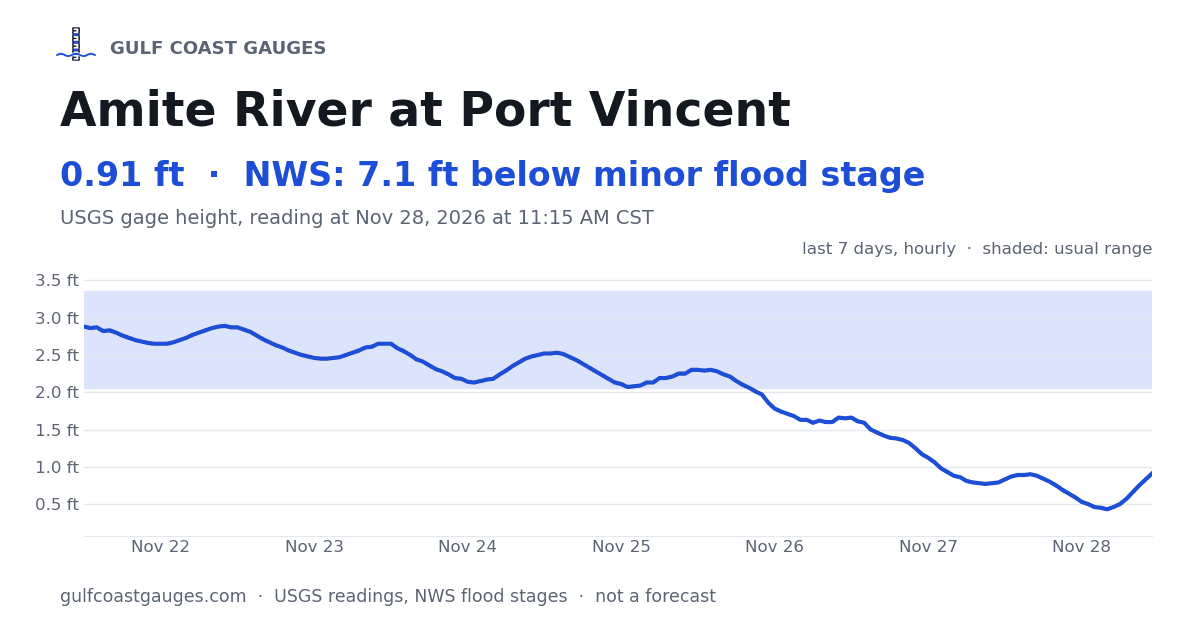 GULF COAST GAUGES
Amite River at Port Vincent
0.91 ft · NWS: 7.1 ft below minor flood stage
USGS gage height, reading at Nov 28, 2026 at 11:15 AM CST
last 7 days, hourly · shaded: usual range
3.5 ft
3.0 ft
2.5 ft
2.0 ft
1.5 ft
1.0 ft
0.5 ft
Nov 22 Nov 23 Nov 24 Nov 25 Nov 26 Nov 27 Nov 28
gulfcoastgauges.com · USGS readings, NWS flood stages · not a forecast